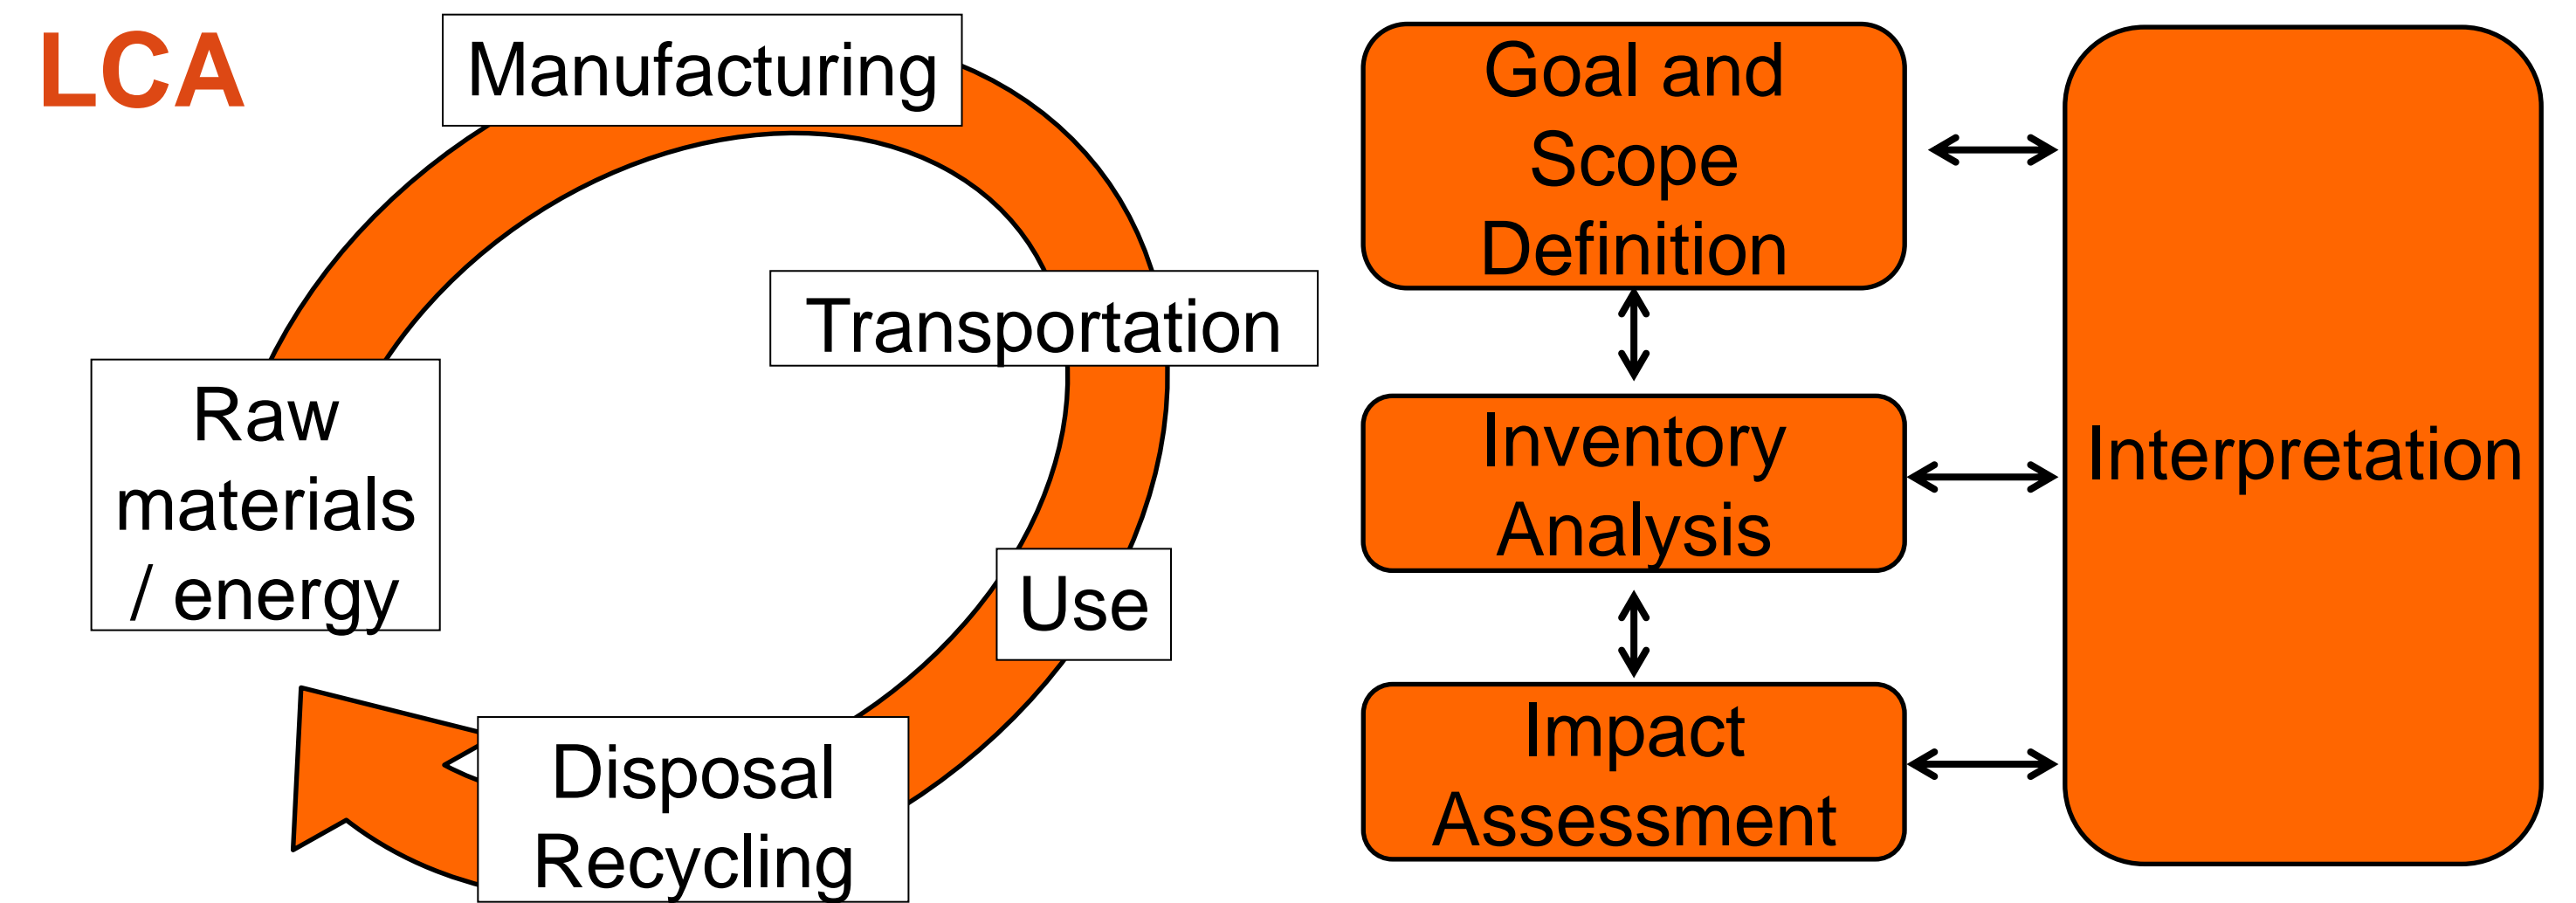 LCA
Manufacturing
Transportation
Raw
materials
/ energy
Use
Disposal
Recycling
Goal and
Scope
Definition
Inventory
Analysis
Impact
Assessment
Interpretation